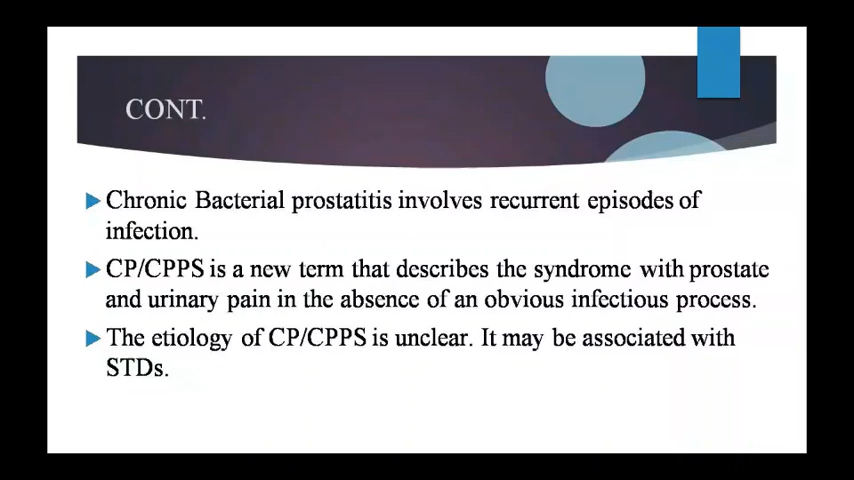 CONT.
Chronic Bacterial prostatitis involves recurrent episodes of
infection.
CP/CPPS is a new term that describes the syndrome with prostate
and urinary pain in the absence of an obvious infectious process.
The etiology of CP/CPPS is unclear. It may be associated with
STDs.